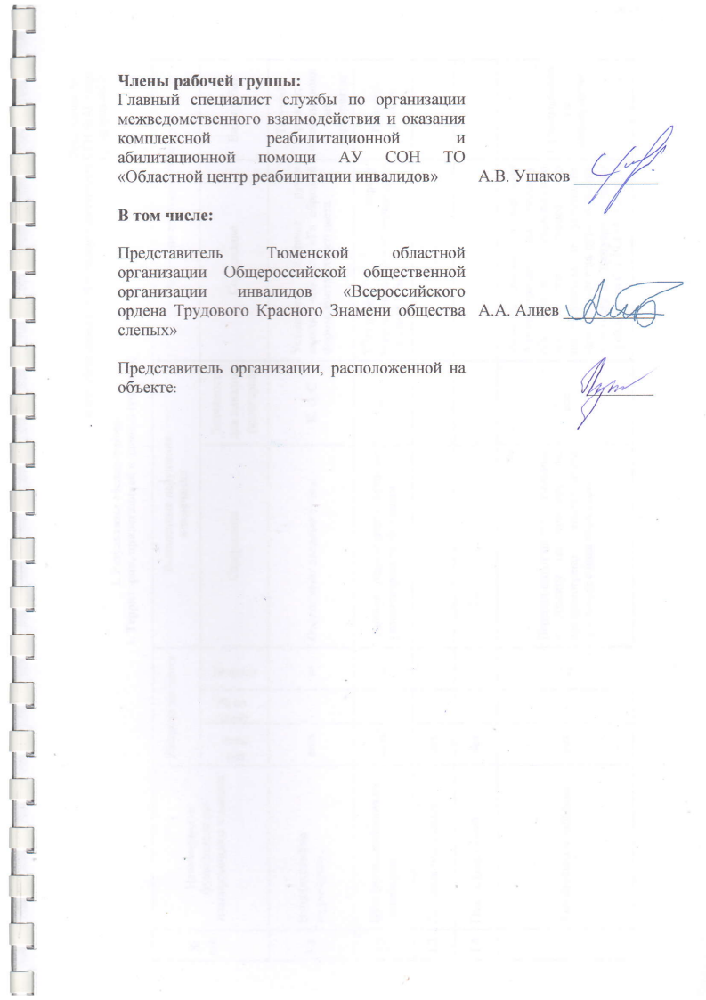 Члены рабочей группы:
Главный специалист службы по организации
межведомственного взаимодействия и оказания
комплексной реабилитационной и
абилитационной помощи АУ СОН ТО
«Областной центр реабилитации инвалидов» А.В. Ушаков
В том числе:
Представитель Тюменской областной
организации Общероссийской общественной
организации инвалидов «Всероссийского
ордена Трудового Красного Знамени общества А.А. Алиев
слепых»
Представитель организации, расположенной на
объекте: